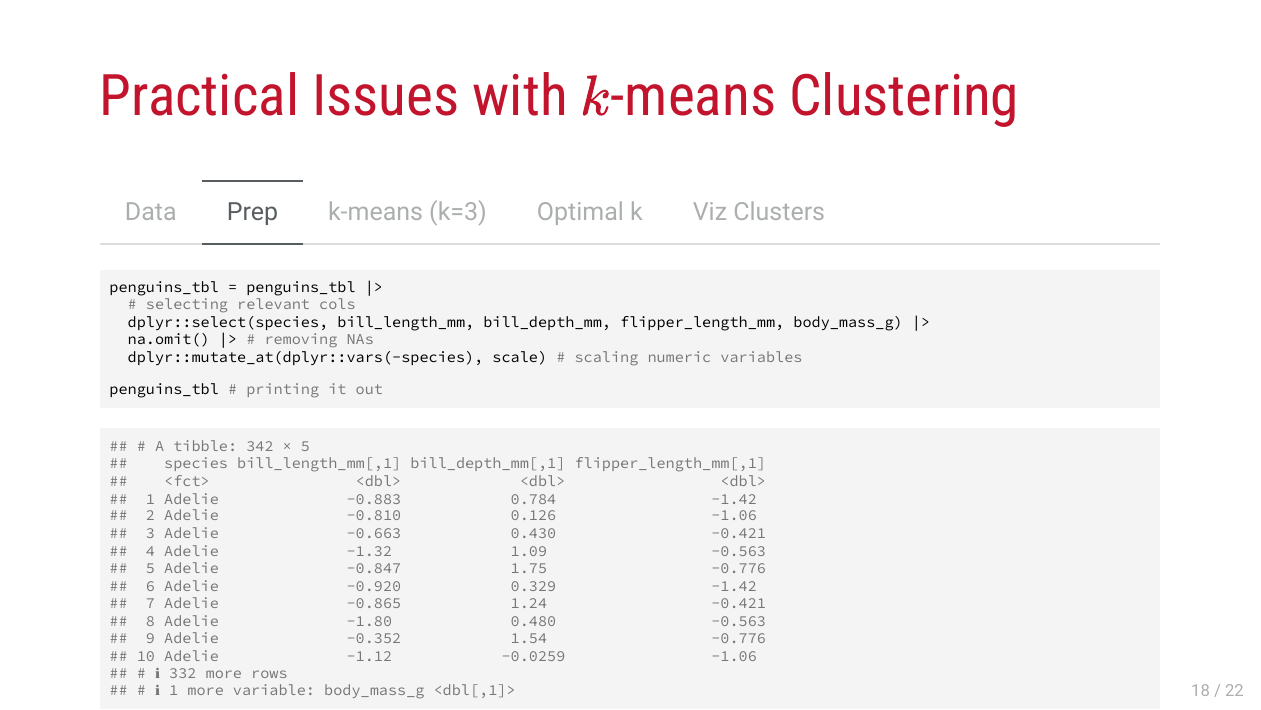 Practical Issues with k-means Clustering
Data Prep k-means (k=3) Optimal k Viz Clusters
penguins_tbl = penguins_tbl |>
  # selecting relevant cols
  dplyr::select(species, bill_length_mm, bill_depth_mm, flipper_length_mm, body_mass_g) |>
  na.omit() |> # removing NAs
  dplyr::mutate_at(dplyr::vars(-species), scale) # scaling numeric variables
penguins_tbl # printing it out
## # A tibble: 342 × 5
##    species bill_length_mm[,1] bill_depth_mm[,1] flipper_length_mm[,1]
##    <fct>                <dbl>             <dbl>                 <dbl>
##  1 Adelie              -0.883            0.784                 -1.42
##  2 Adelie              -0.810            0.126                 -1.06
##  3 Adelie              -0.663            0.430                 -0.421
##  4 Adelie              -1.32             1.09                  -0.563
##  5 Adelie              -0.847            1.75                  -0.776
##  6 Adelie              -0.920            0.329                 -1.42
##  7 Adelie              -0.865            1.24                  -0.421
##  8 Adelie              -1.80             0.480                 -0.563
##  9 Adelie              -0.352            1.54                  -0.776
## 10 Adelie              -1.12            -0.0259                -1.06
## # ℹ 332 more rows
## # ℹ 1 more variable: body_mass_g <dbl[,1]>
18 / 22